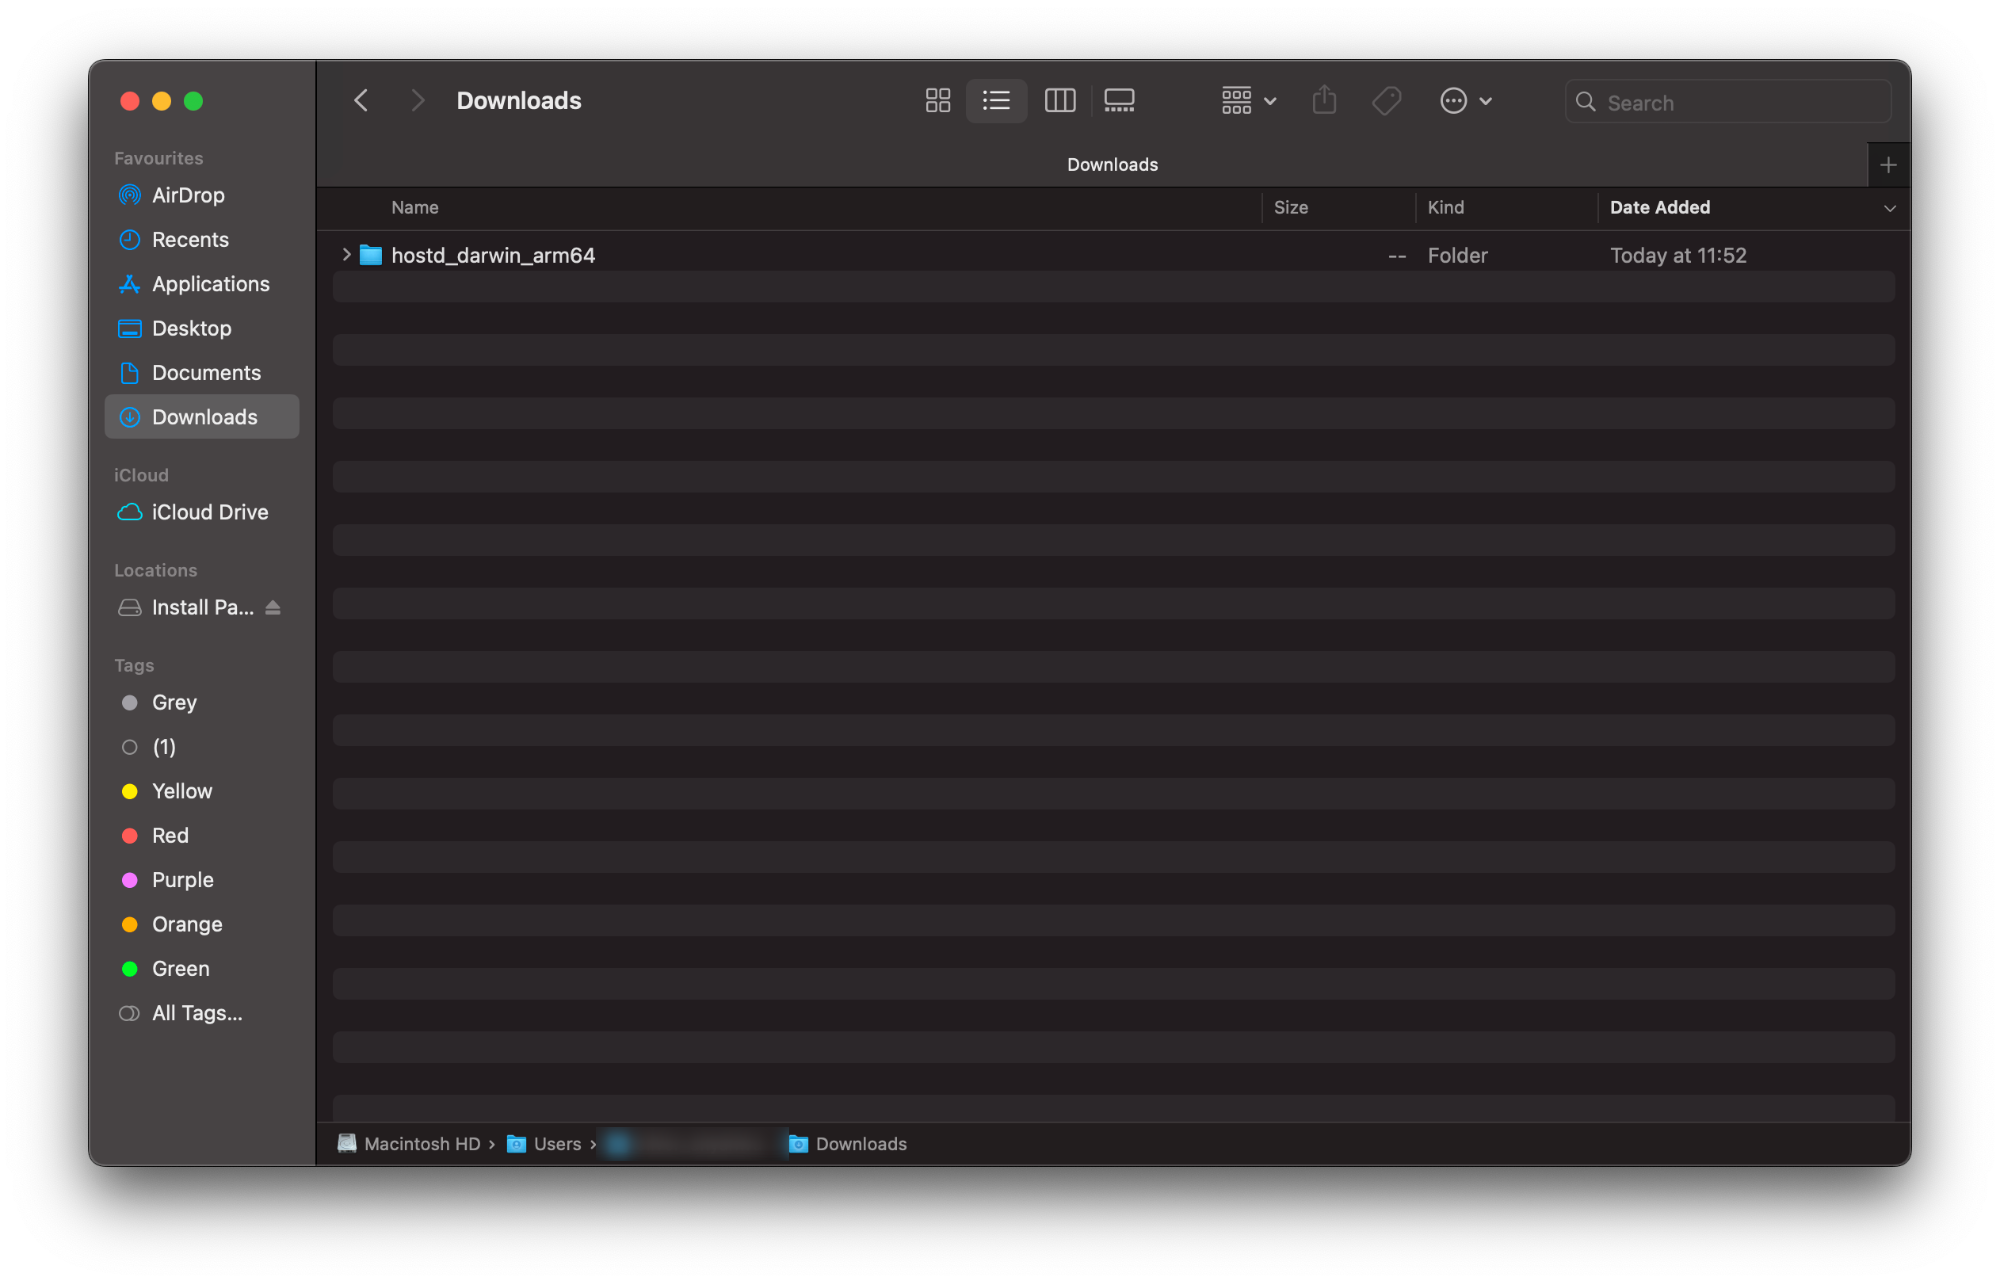 Downloads
Search
Downloads
Favourites
AirDrop
Recents
Applications
Desktop
Documents
Downloads
iCloud
iCloud Drive
Locations
Install Pa...
Tags
Grey
(1)
Yellow
Red
Purple
Orange
Green
All Tags...
Name Size Kind Date Added
hostd_darwin_arm64 -- Folder Today at 11:52
Macintosh HD › Users › Downloads